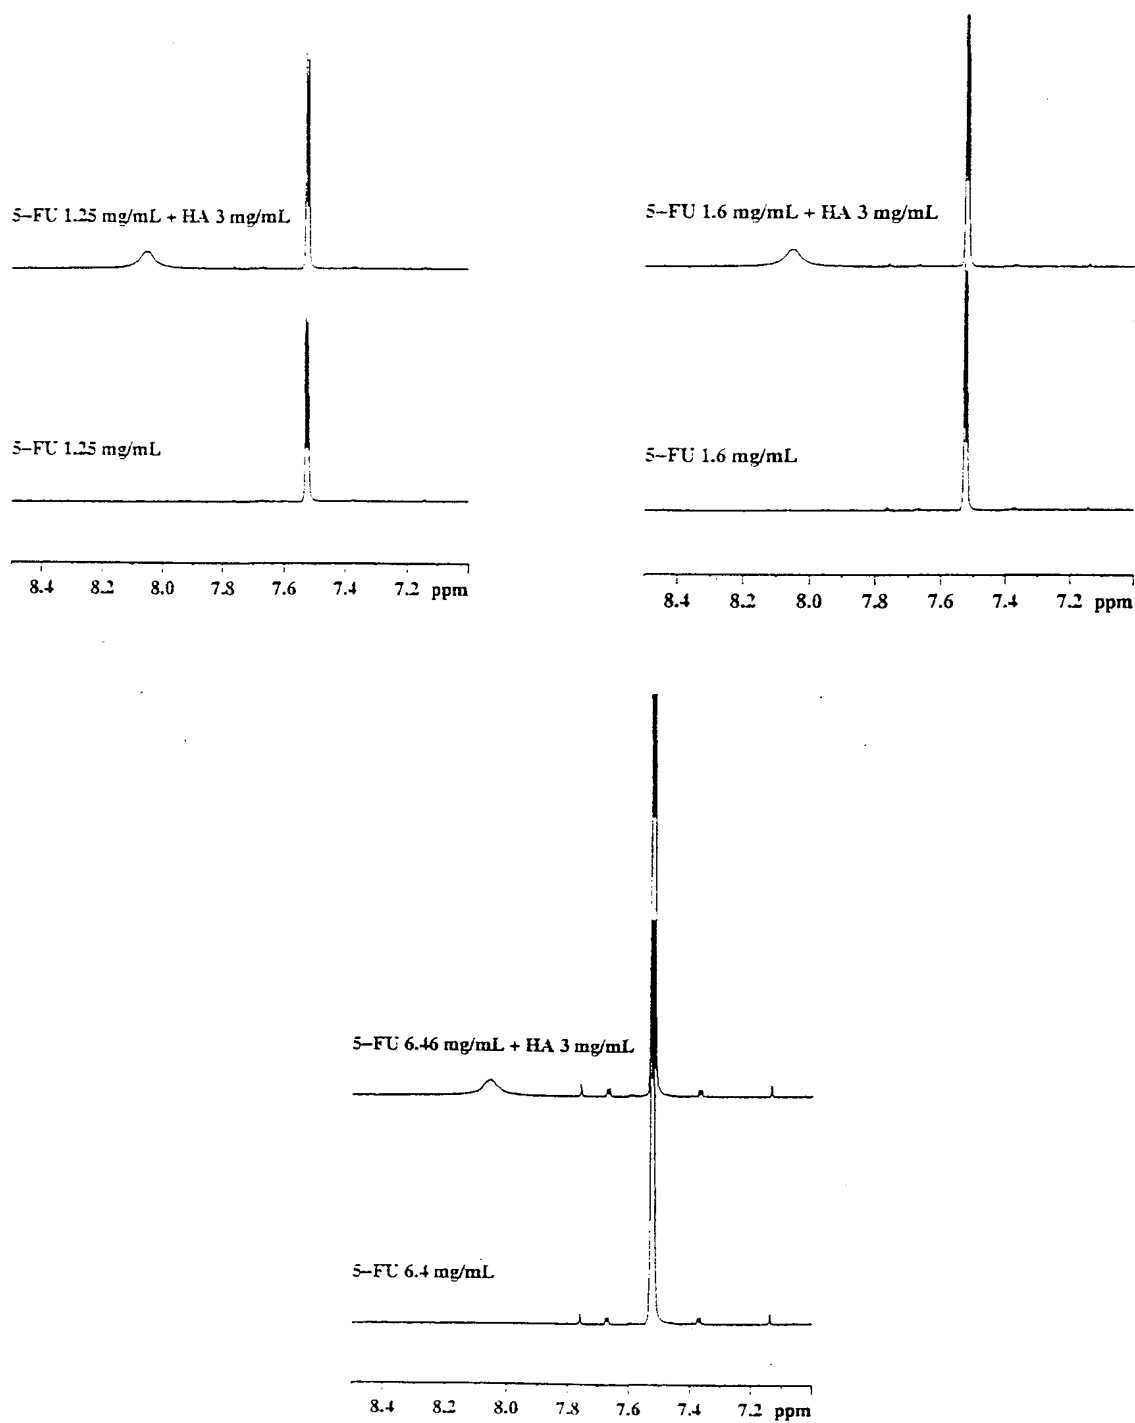 5-FU 1.25 mg/mL + HA 3 mg/mL
5-FU 1.25 mg/mL
8.4 8.2 8.0 7.8 7.6 7.4 7.2 ppm
5-FU 1.6 mg/mL + HA 3 mg/mL
5-FU 1.6 mg/mL
8.4 8.2 8.0 7.8 7.6 7.4 7.2 ppm
5-FU 6.46 mg/mL + HA 3 mg/mL
5-FU 6.4 mg/mL
8.4 8.2 8.0 7.8 7.6 7.4 7.2 ppm